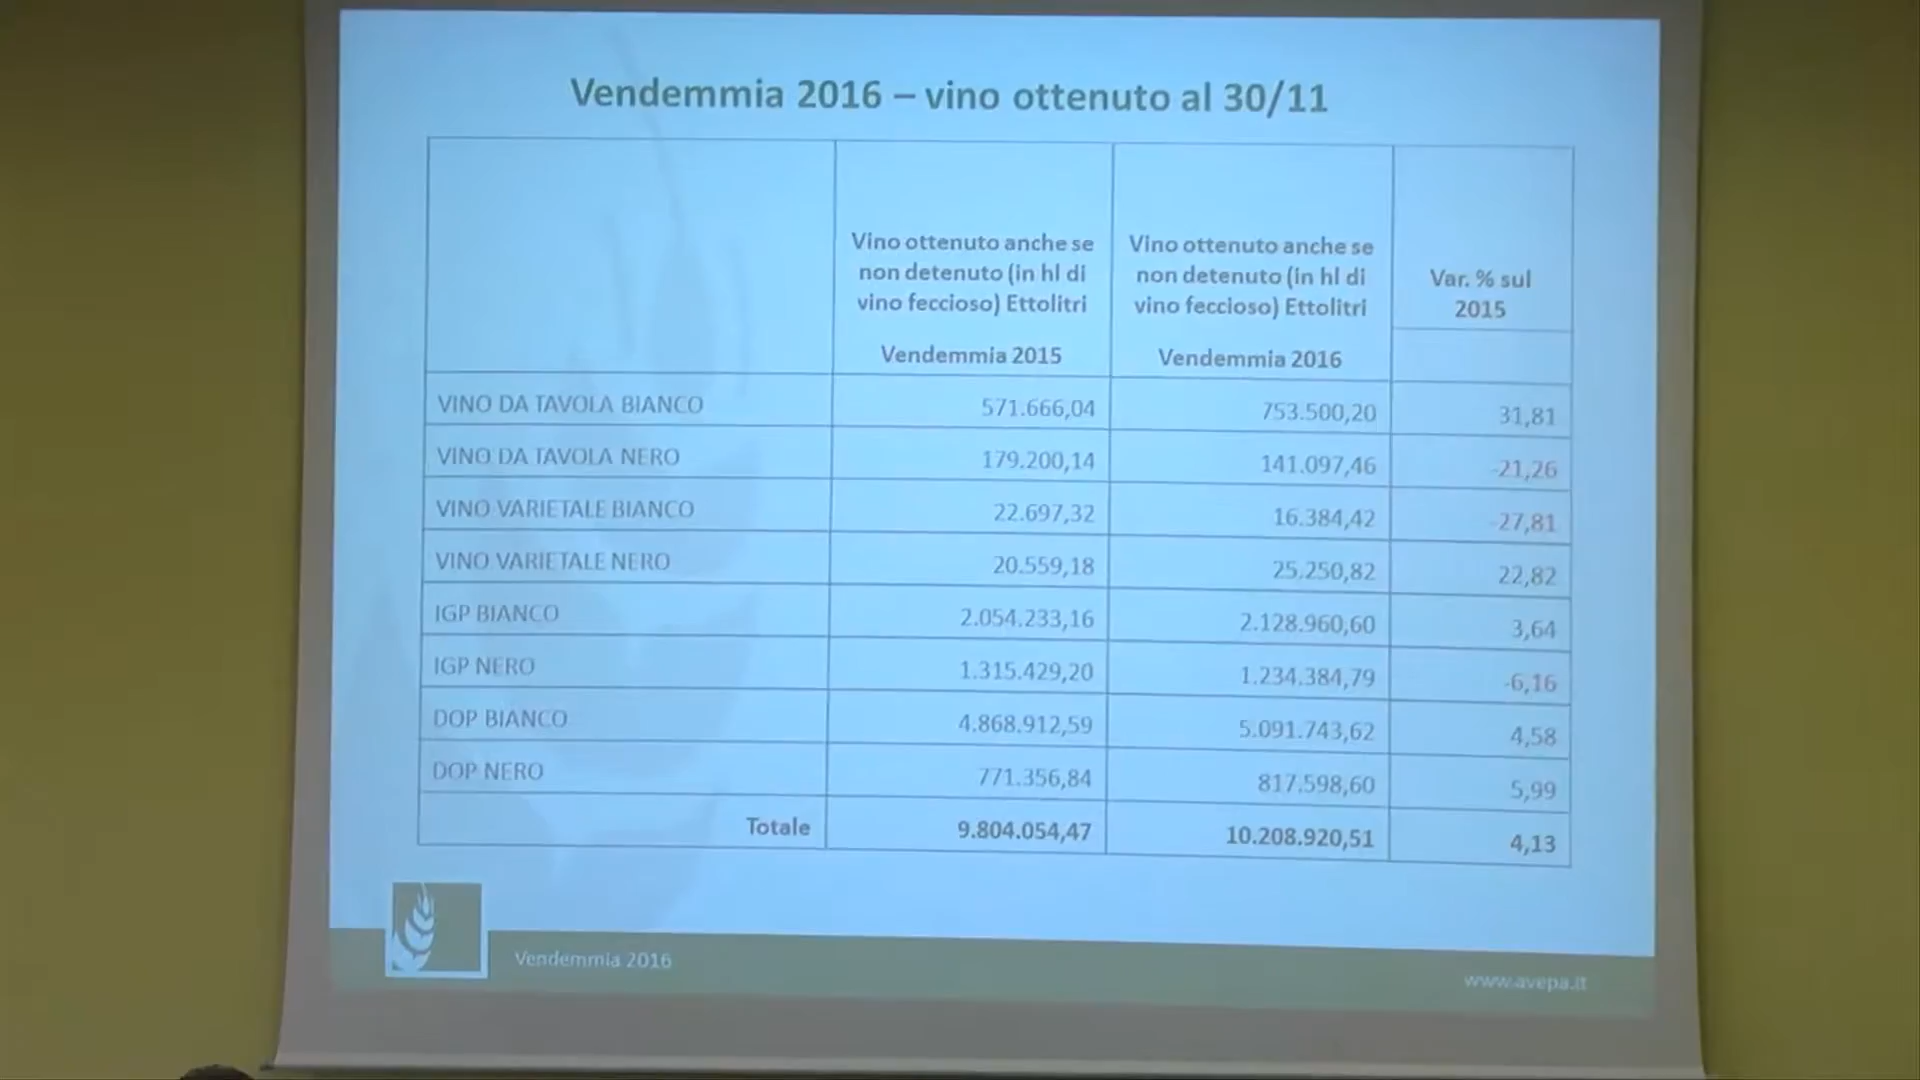 Vendemmia 2016 – vino ottenuto al 30/11
Vino ottenuto anche se
non detenuto (in hl di
vino feccioso) Ettolitri
Vendemmia 2015
Vino ottenuto anche se
non detenuto (in hl di
vino feccioso) Ettolitri
Vendemmia 2016
Var. % sul
2015
VINO DA TAVOLA BIANCO 571.666,04 753.500,20 31,81
VINO DA TAVOLA NERO 179.200,14 141.097,46 -21,26
VINO VARIETALE BIANCO 22.697,32 16.384,42 -27,81
VINO VARIETALE NERO 20.559,18 25.250,82 22,82
IGP BIANCO 2.054.233,16 2.128.960,60 3,64
IGP NERO 1.315.429,20 1.234.384,79 -6,16
DOP BIANCO 4.868.912,59 5.091.743,62 4,58
DOP NERO 771.356,84 817.598,60 5,99
Totale 9.804.054,47 10.208.920,51 4,13
Vendemmia 2016
www.avepa.it